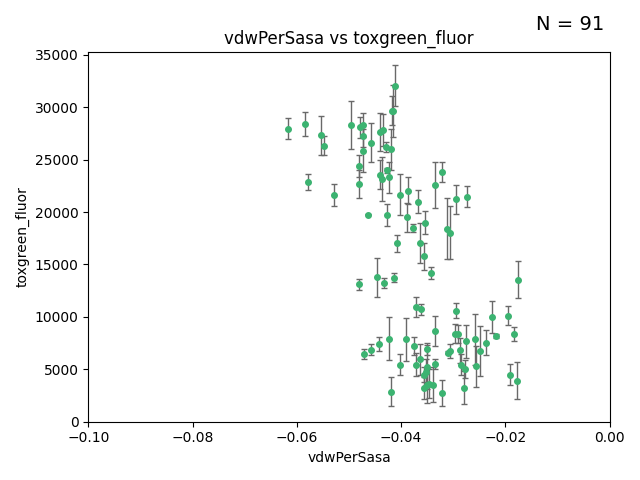 N = 91
vdwPerSasa vs toxgreen_fluor
35000
30000
25000
20000
15000
10000
5000
0
toxgreen_fluor
−0.10 −0.08 −0.06 −0.04 −0.02 0.00
vdwPerSasa